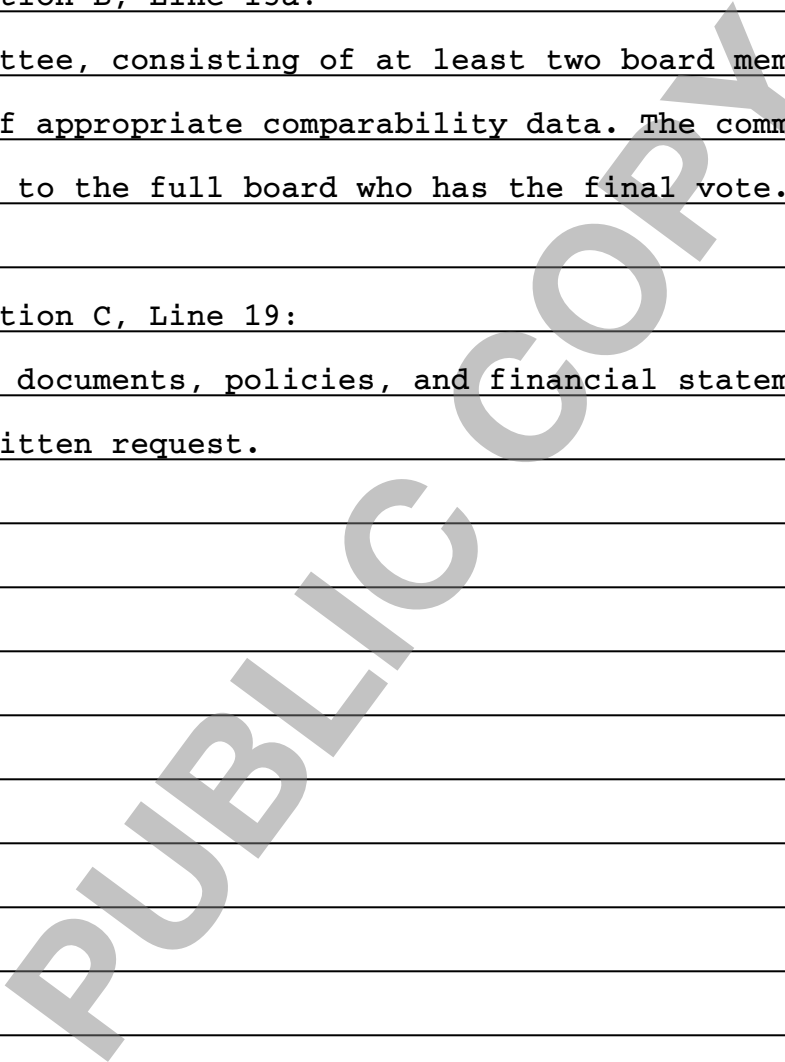 tion B, Line 15a:
ttee, consisting of at least two board mem
f appropriate comparability data. The comm
to the full board who has the final vote.
tion C, Line 19:
documents, policies, and financial statem
itten request.
PUBLIC COPY